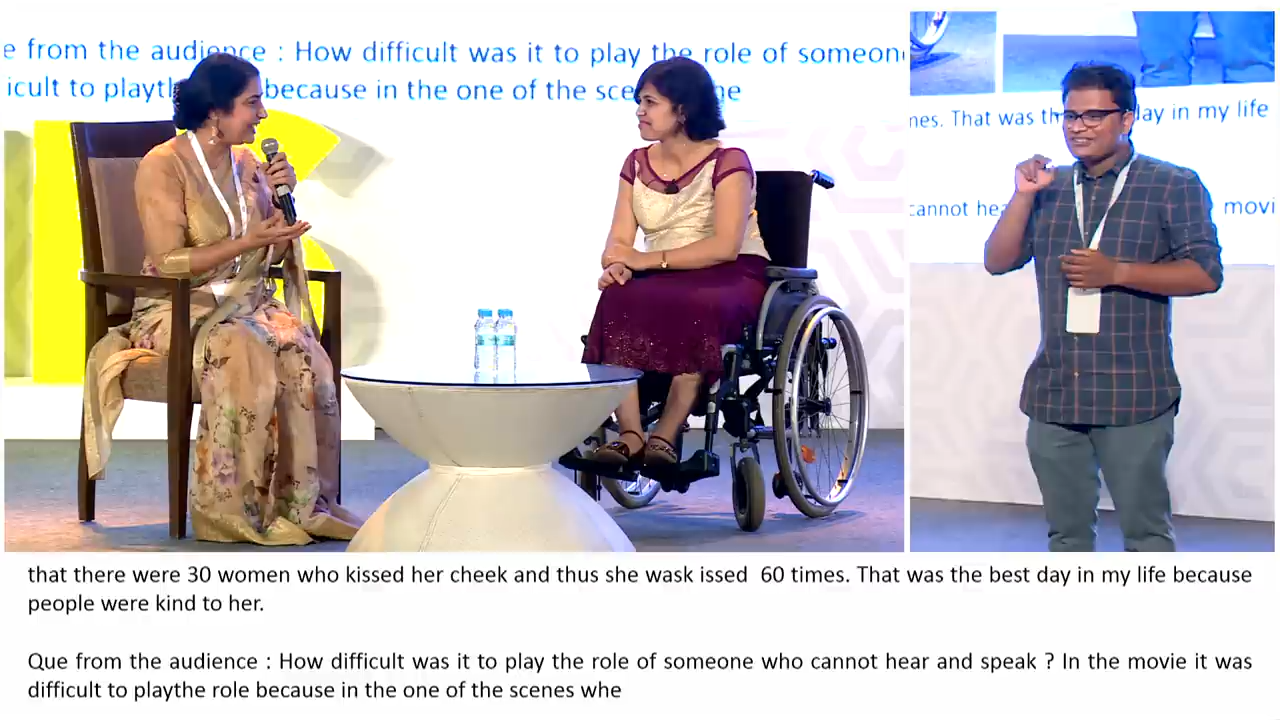 e from the audience : How difficult was it to play the role of someon
icult to playth because in the one of the sce ne
nes. That was th day in my life
cannot hea movi
that there were 30 women who kissed her cheek and thus she wask issed 60 times. That was the best day in my life because
people were kind to her.
Que from the audience : How difficult was it to play the role of someone who cannot hear and speak ? In the movie it was
difficult to playthe role because in the one of the scenes whe